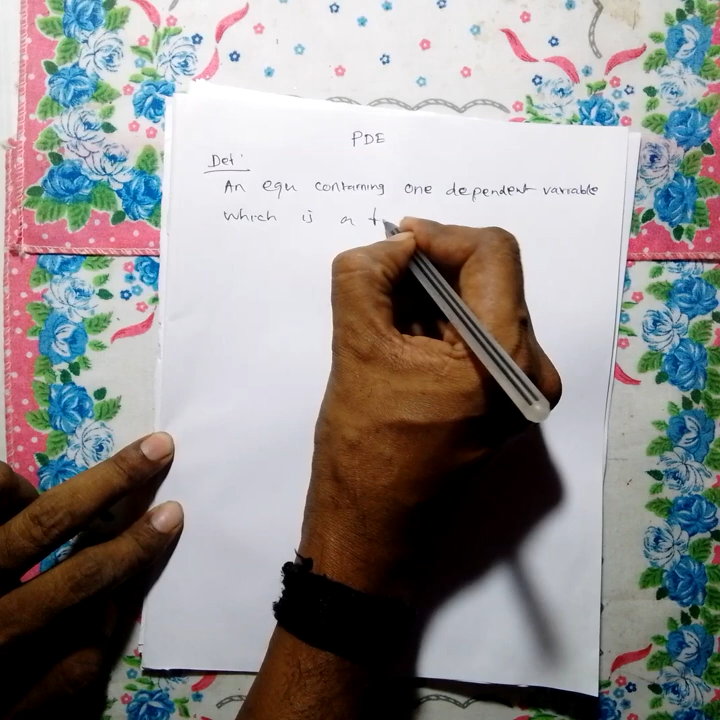 PDE
Def:
An equ containing one dependent variable
which is a f